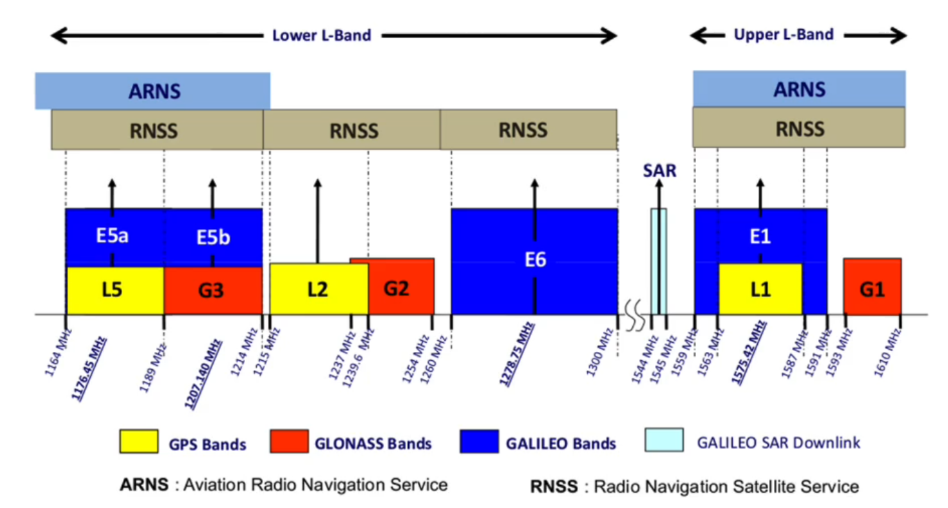 Lower L-Band
Upper L-Band
ARNS
ARNS
RNSS
RNSS
RNSS
RNSS
SAR
E5a
E5b
E6
E1
L5
G3
L2
G2
L1
G1
1164 MHz
1176.45 MHz
1189 MHz
1207.140 MHz
1214 MHz
1215 MHz
1237 MHz
1239.6 MHz
1254 MHz
1260 MHz
1278.75 MHz
1300 MHz
1544 MHz
1545 MHz
1559 MHz
1563 MHz
1575.42 MHz
1587 MHz
1591 MHz
1593 MHz
1610 MHz
GPS Bands
GLONASS Bands
GALILEO Bands
GALILEO SAR Downlink
ARNS : Aviation Radio Navigation Service
RNSS : Radio Navigation Satellite Service